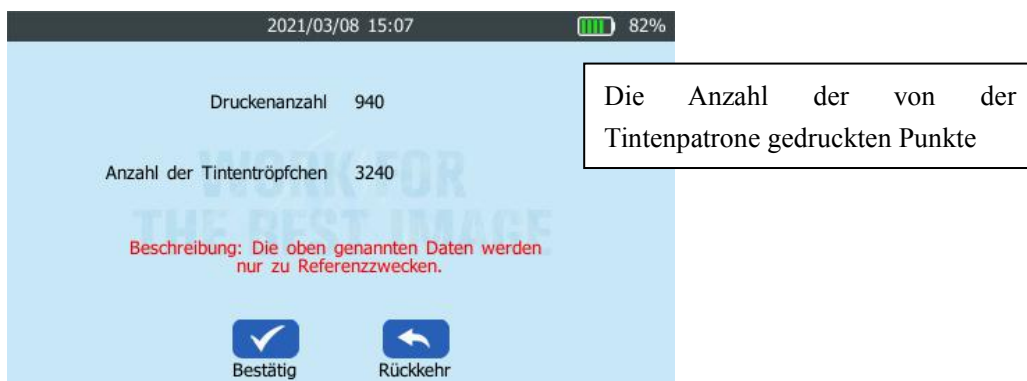 2021/03/08 15:07 82%
Druckenanzahl 940
Die Anzahl der von der
Tintenpatrone gedruckten Punkte
Anzahl der Tintentröpfchen 3240
WORK FOR
THE BEST IMAGE
Beschreibung: Die oben genannten Daten werden
nur zu Referenzzwecken.
Bestätig Rückkehr